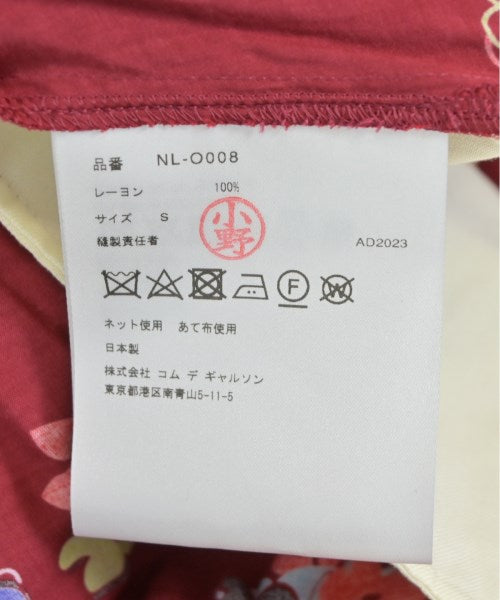 品番 NL-O008
レーヨン 100%
サイズ S
縫製責任者 小野 AD2023
F W
ネット使用 あて布使用
日本製
株式会社 コム デ ギャルソン
東京都港区南青山5-11-5